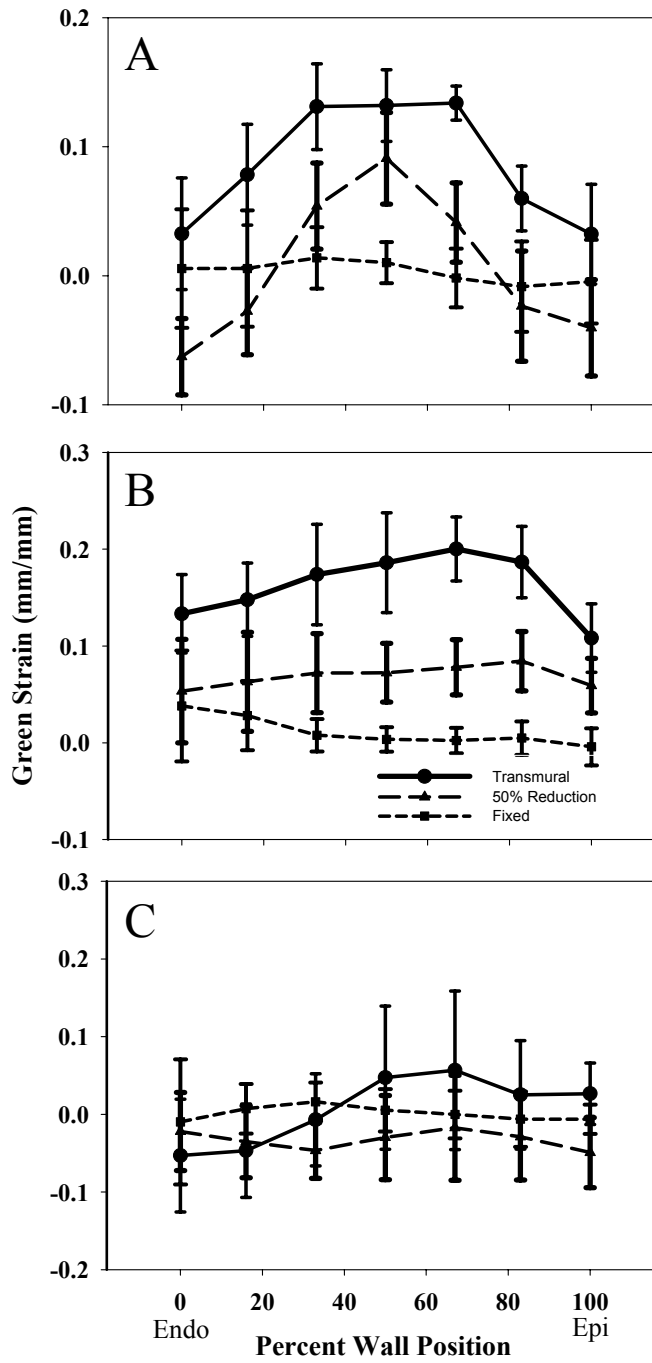 A
0.2
0.1
0.0
-0.1
B
0.3
0.2
0.1
0.0
-0.1
Transmural
50% Reduction
Fixed
Green Strain (mm/mm)
C
0.3
0.2
0.1
0.0
-0.1
-0.2
0 20 40 60 80 100
Endo Epi
Percent Wall Position